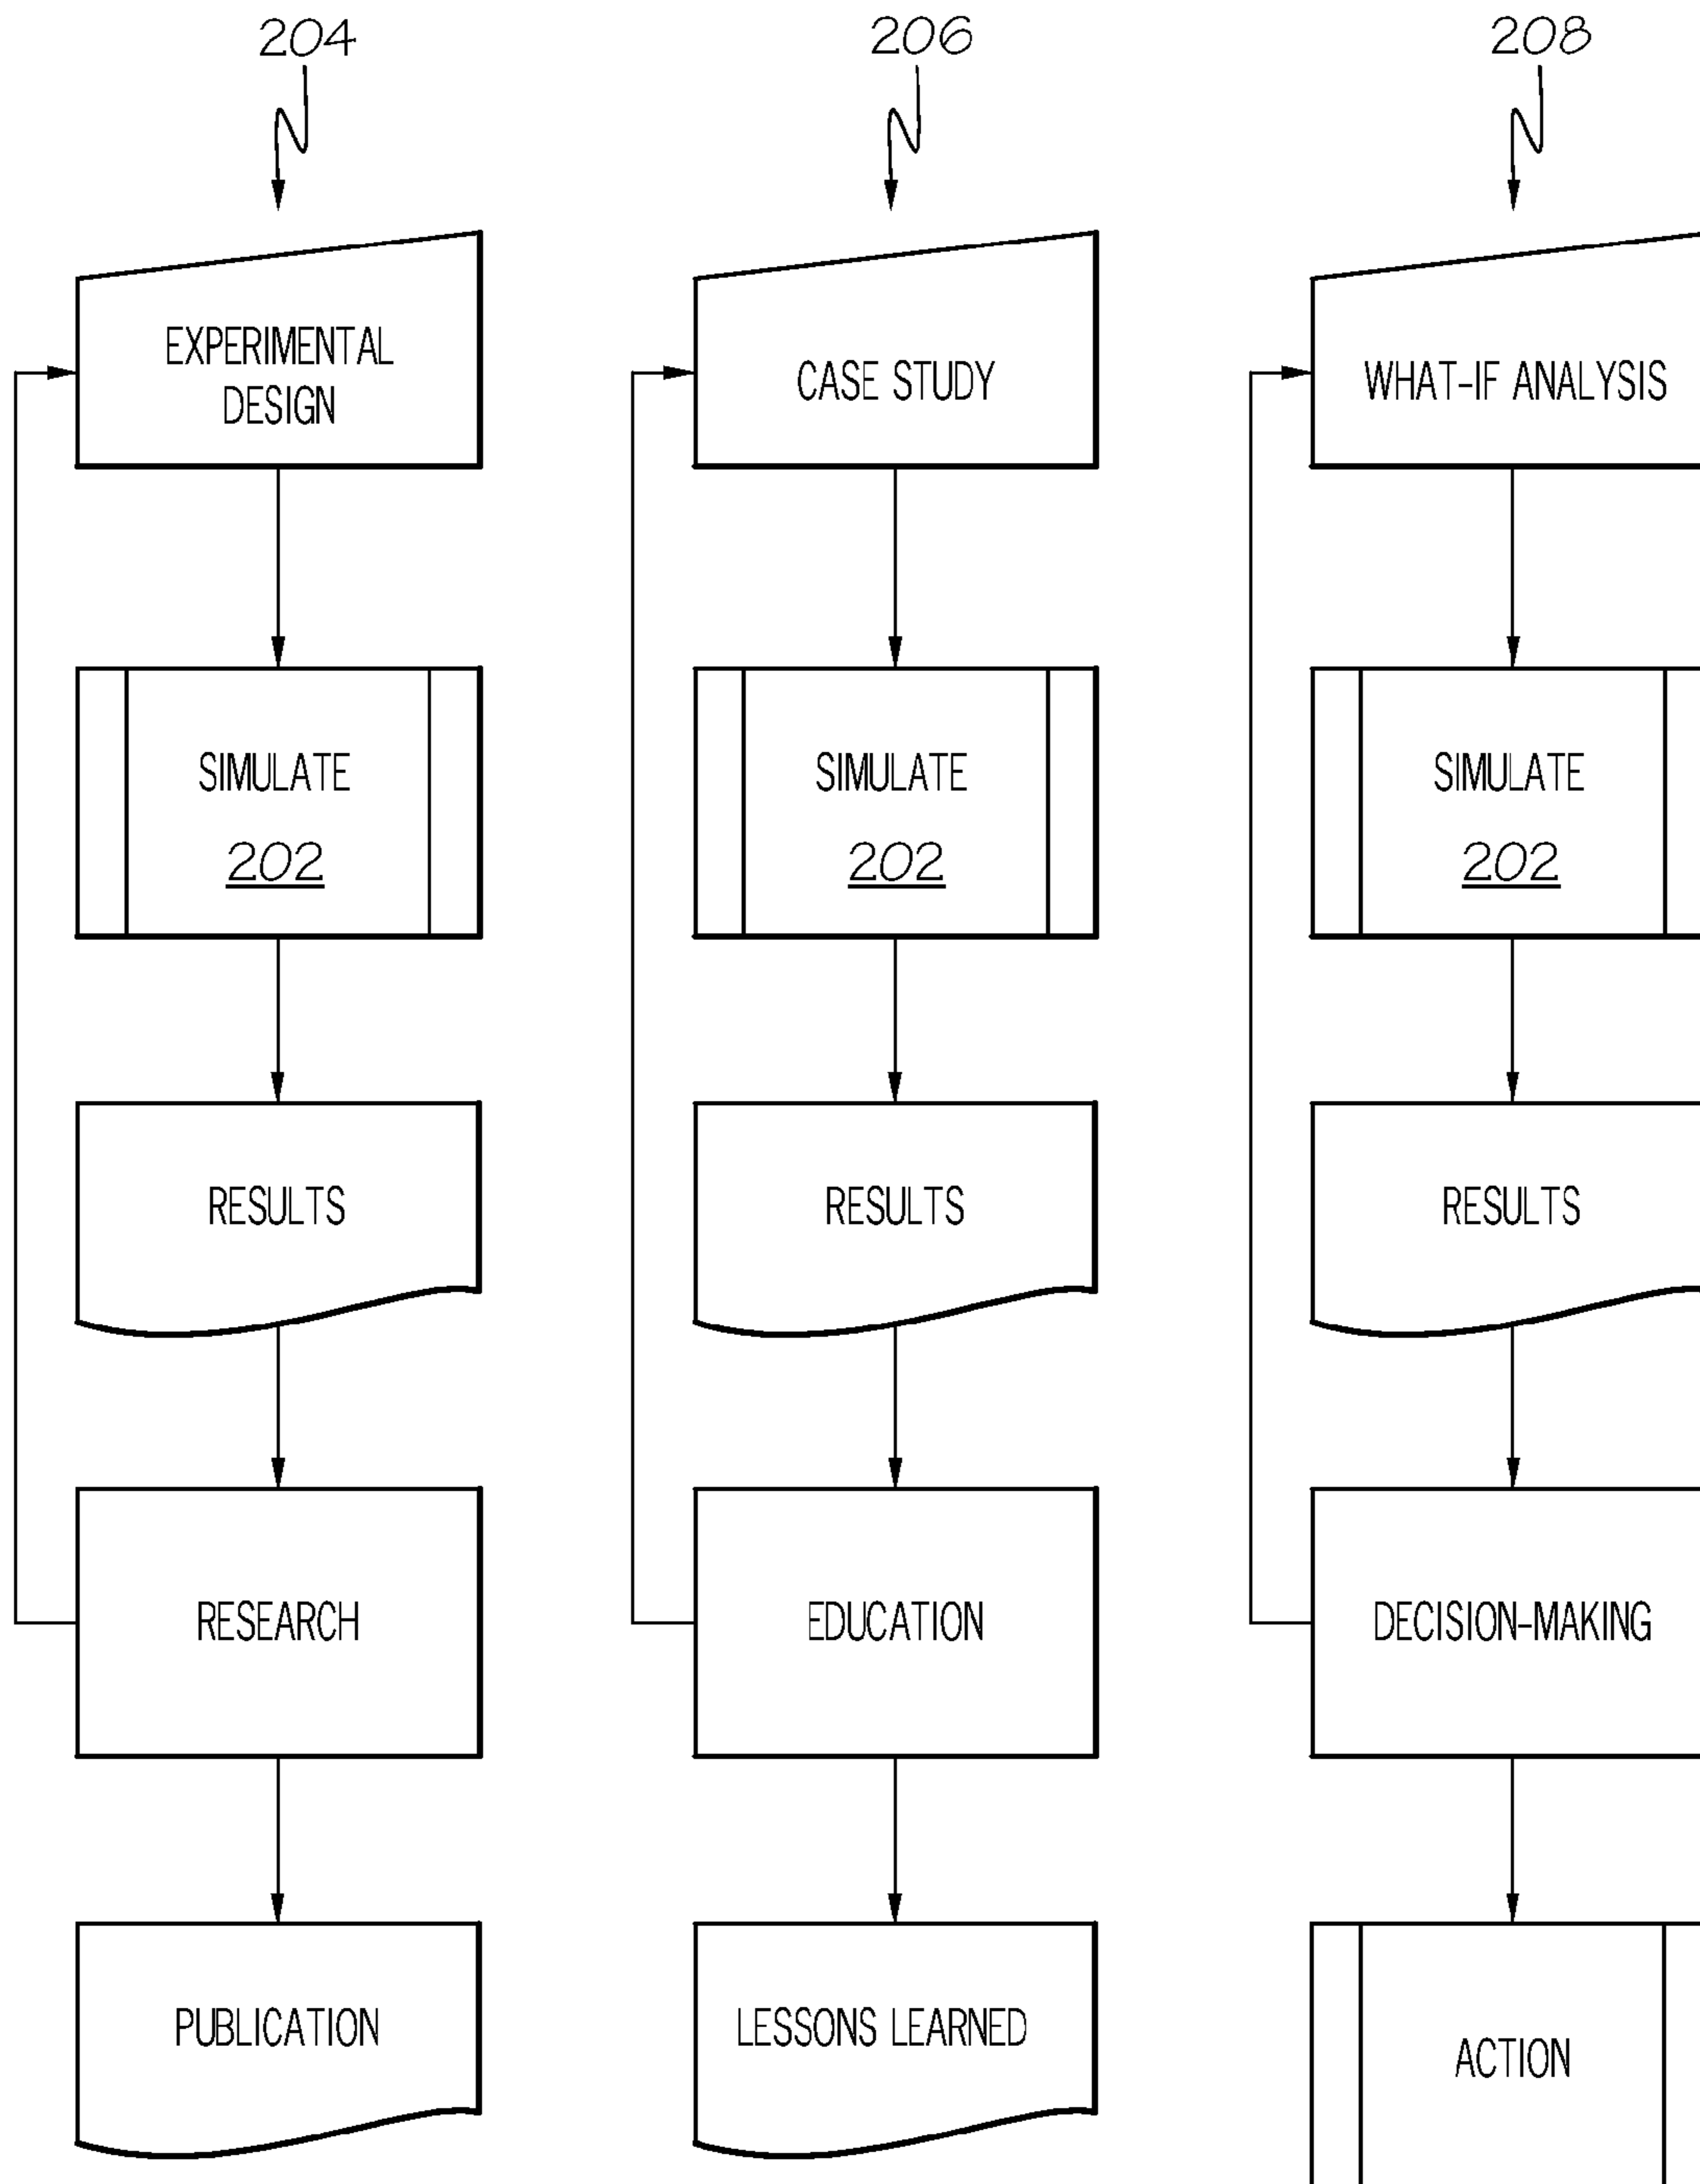 204
EXPERIMENTAL
DESIGN
SIMULATE
202
RESULTS
RESEARCH
PUBLICATION
206
CASE STUDY
SIMULATE
202
RESULTS
EDUCATION
LESSONS LEARNED
208
WHAT-IF ANALYSIS
SIMULATE
202
RESULTS
DECISION-MAKING
ACTION